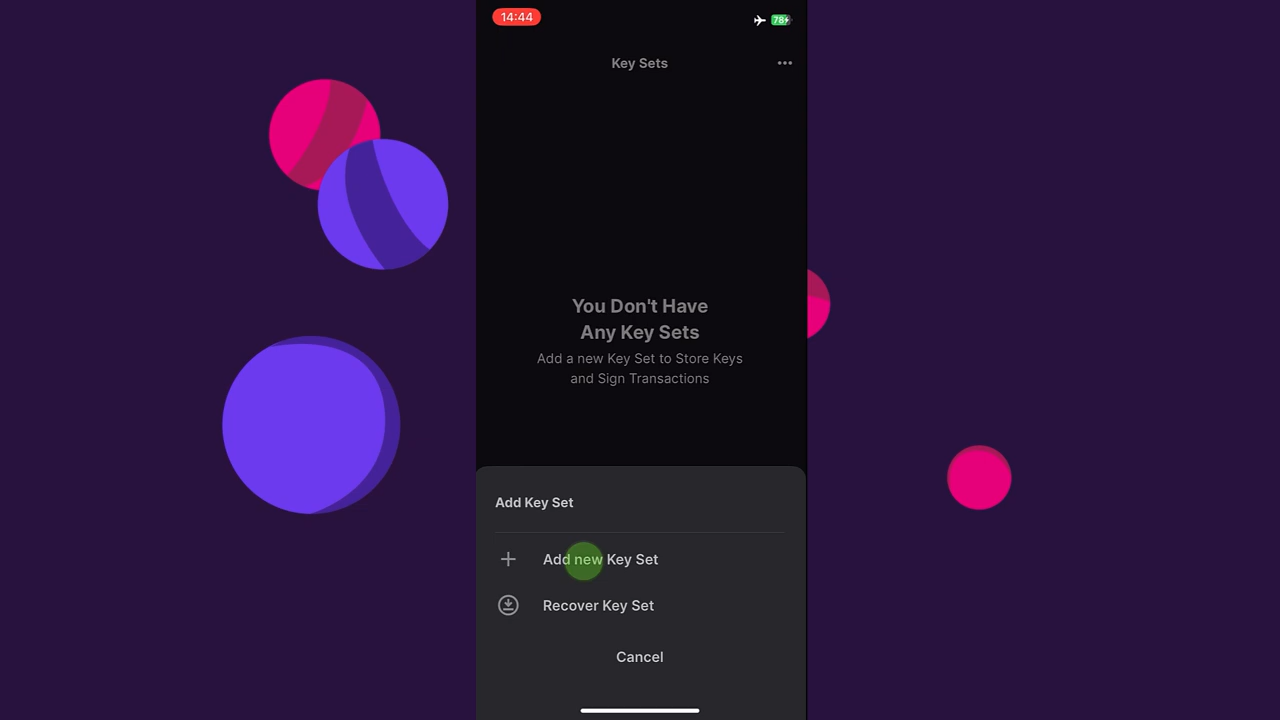 14:44
78
Key Sets
You Don't Have
Any Key Sets
Add a new Key Set to Store Keys
and Sign Transactions
Add Key Set
Add new Key Set
Recover Key Set
Cancel